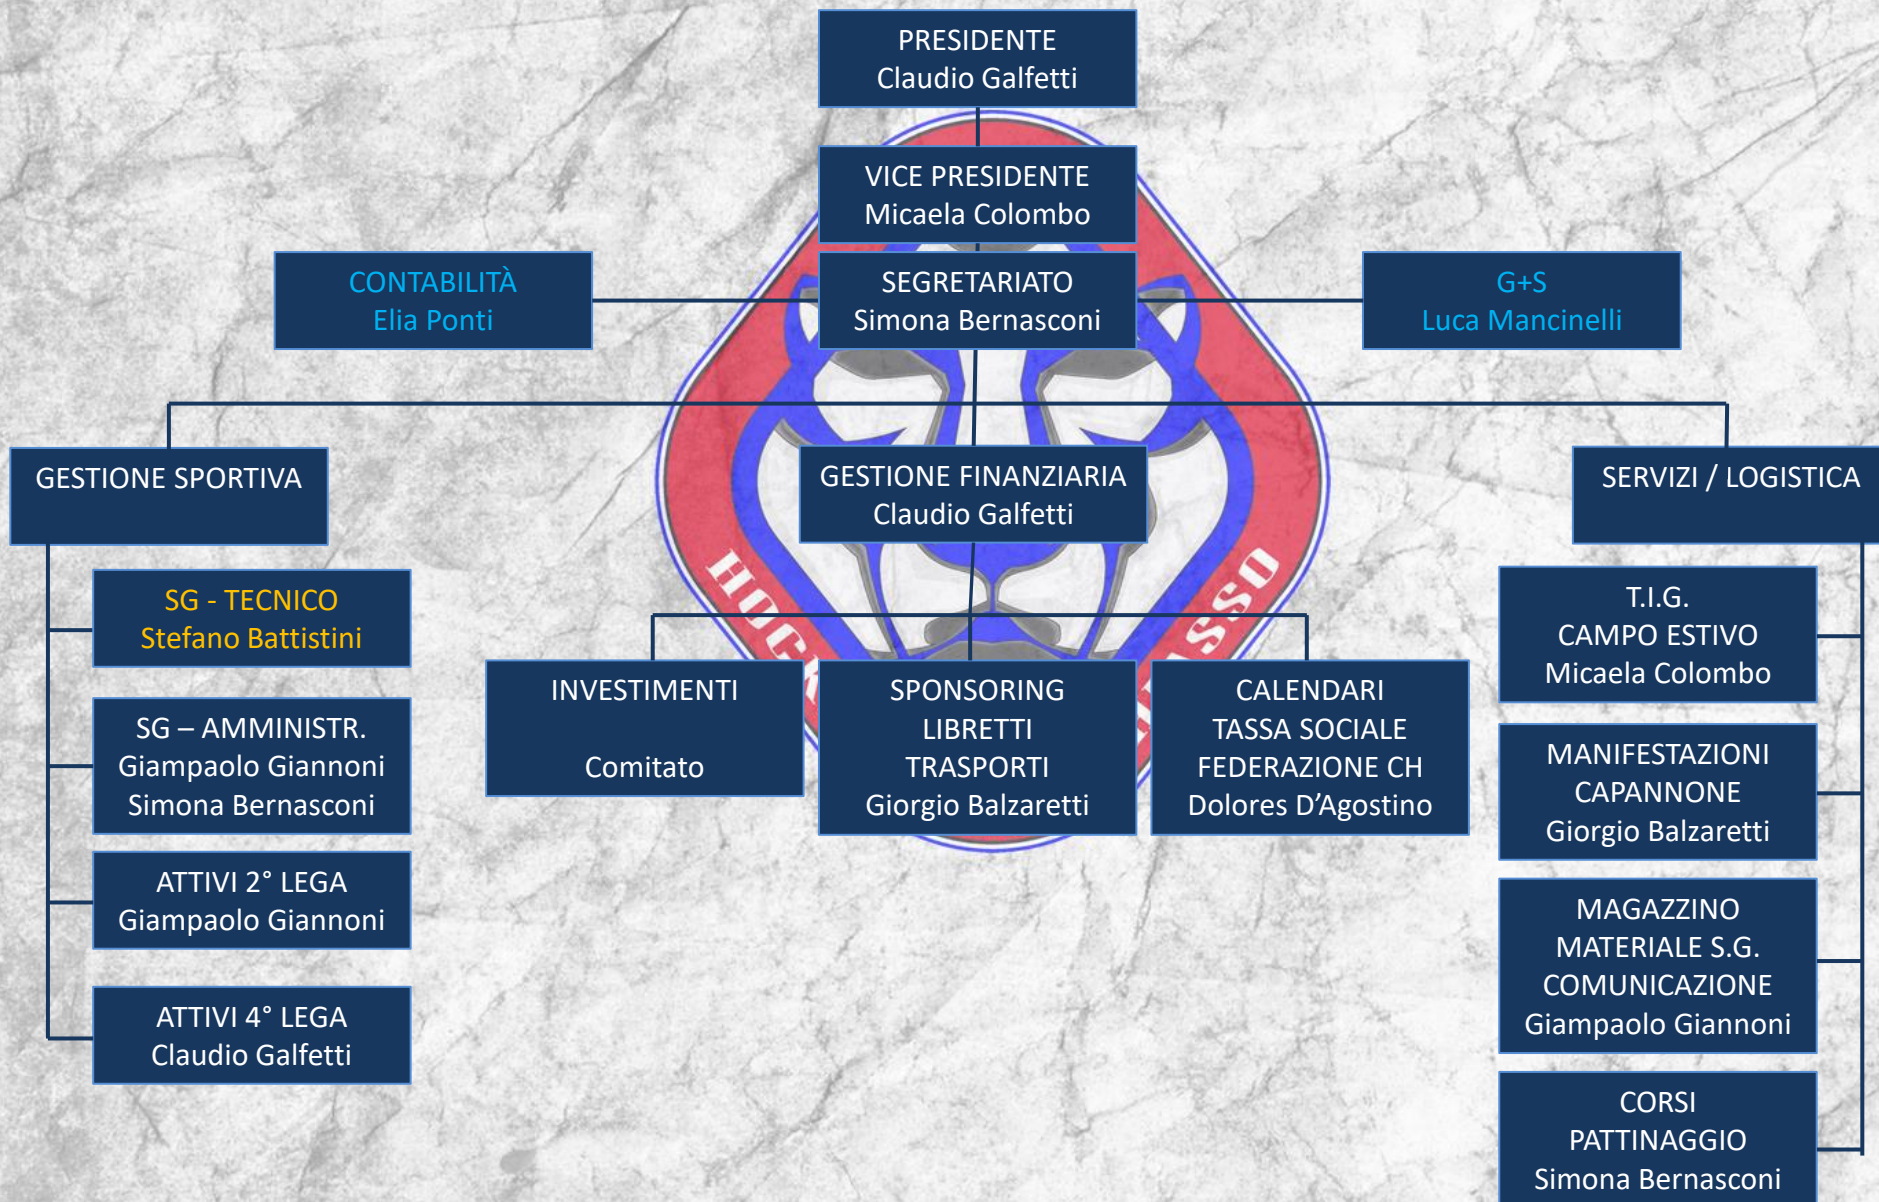 PRESIDENTE
Claudio Galfetti
VICE PRESIDENTE
Micaela Colombo
CONTABILITÀ
Elia Ponti
SEGRETARIATO
Simona Bernasconi
G+S
Luca Mancinelli
GESTIONE SPORTIVA
GESTIONE FINANZIARIA
Claudio Galfetti
SERVIZI / LOGISTICA
SG - TECNICO
Stefano Battistini
SG – AMMINISTR.
Giampaolo Giannoni
Simona Bernasconi
ATTIVI 2° LEGA
Giampaolo Giannoni
ATTIVI 4° LEGA
Claudio Galfetti
INVESTIMENTI
Comitato
SPONSORING
LIBRETTI
TRASPORTI
Giorgio Balzaretti
CALENDARI
TASSA SOCIALE
FEDERAZIONE CH
Dolores D’Agostino
T.I.G.
CAMPO ESTIVO
Micaela Colombo
MANIFESTAZIONI
CAPANNONE
Giorgio Balzaretti
MAGAZZINO
MATERIALE S.G.
COMUNICAZIONE
Giampaolo Giannoni
CORSI
PATTINAGGIO
Simona Bernasconi